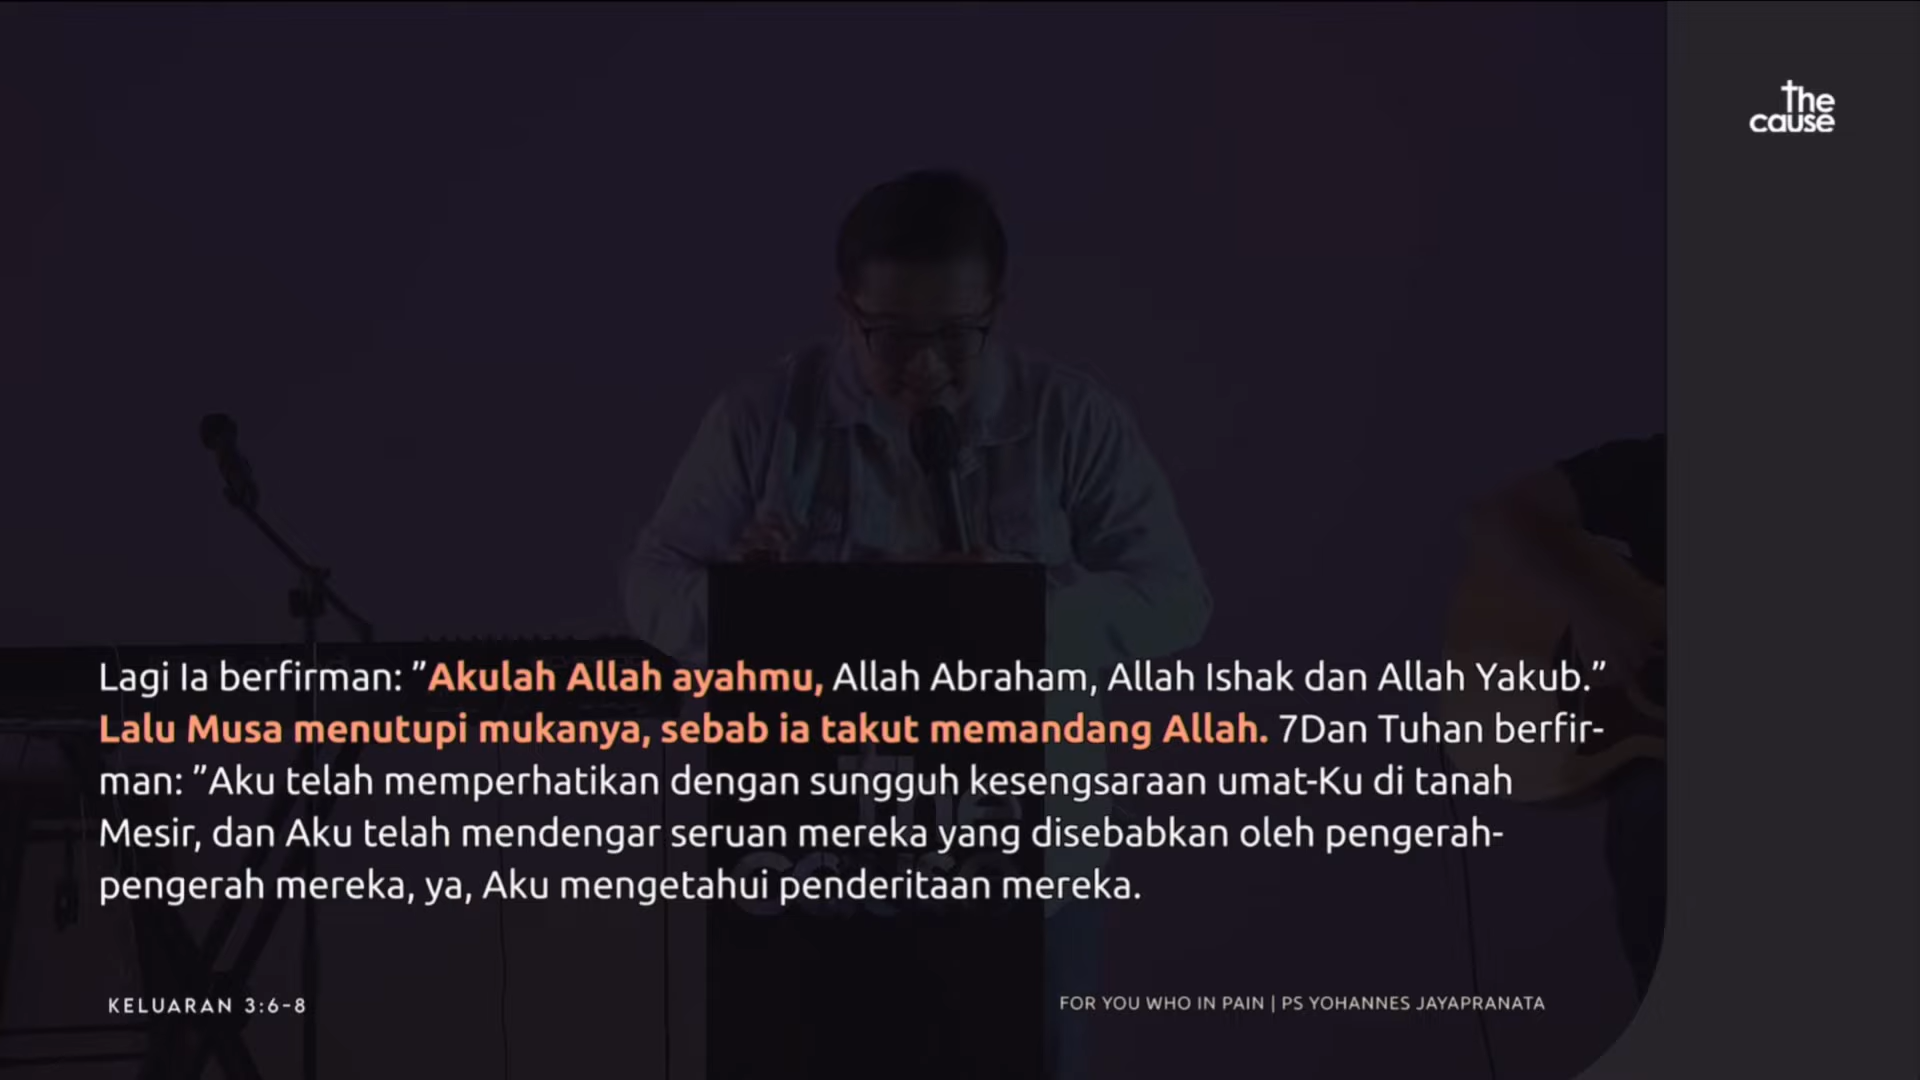 the
cause
Lagi Ia berfirman: ”Akulah Allah ayahmu, Allah Abraham, Allah Ishak dan Allah Yakub.”
Lalu Musa menutupi mukanya, sebab ia takut memandang Allah. 7Dan Tuhan berfir-
man: ”Aku telah memperhatikan dengan sungguh kesengsaraan umat-Ku di tanah
Mesir, dan Aku telah mendengar seruan mereka yang disebabkan oleh pengerah-
pengerah mereka, ya, Aku mengetahui penderitaan mereka.
the
cause
KELUARAN 3:6-8
FOR YOU WHO IN PAIN | PS YOHANNES JAYAPRANATA